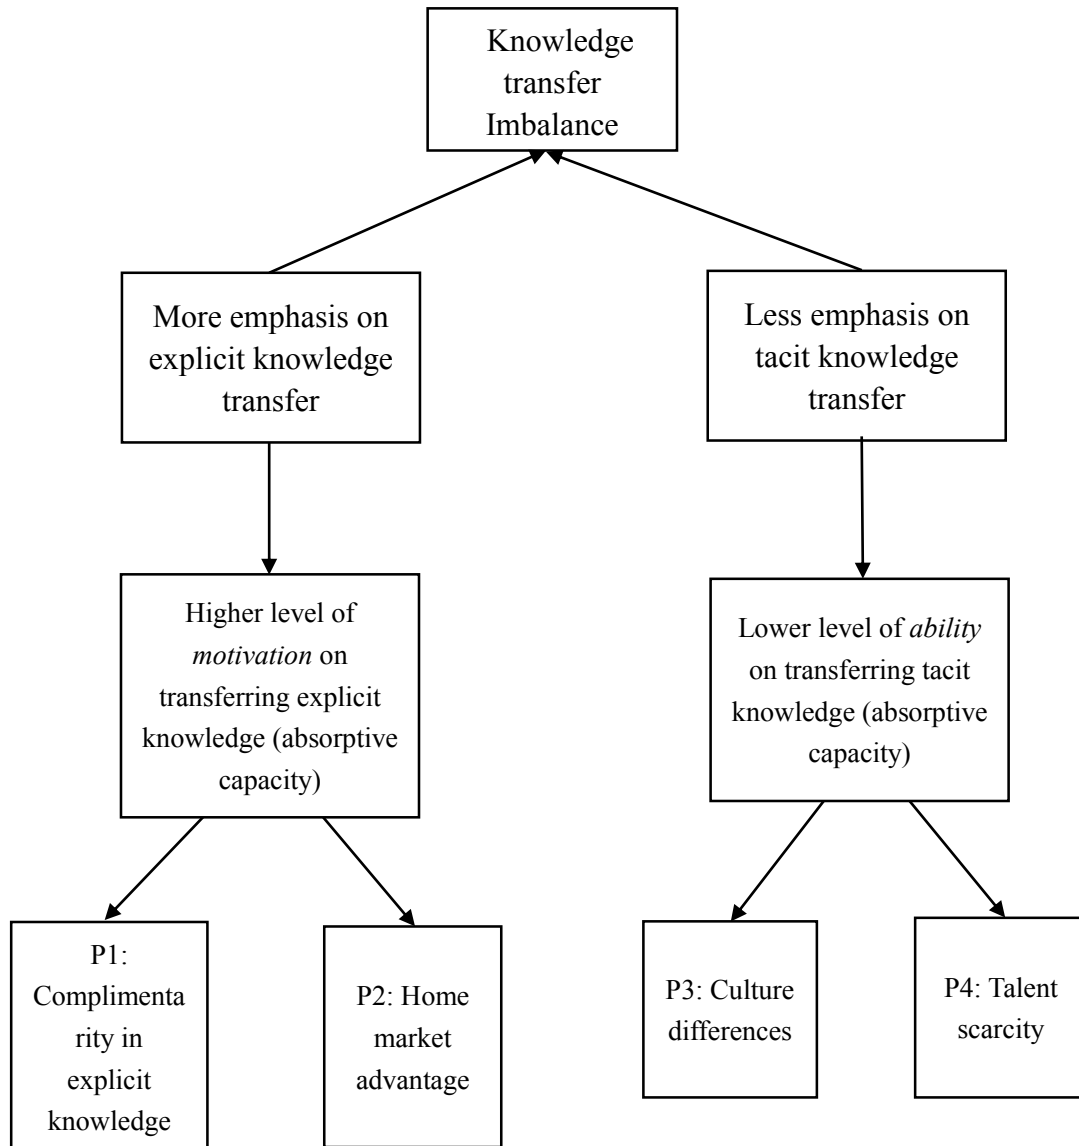 Knowledge
transfer
Imbalance
More emphasis on
explicit knowledge
transfer
Less emphasis on
tacit knowledge
transfer
Higher level of
motivation on
transferring explicit
knowledge (absorptive
capacity)
Lower level of ability
on transferring tacit
knowledge (absorptive
capacity)
P1:
Complimenta
rity in
explicit
knowledge
P2: Home
market
advantage
P3: Culture
differences
P4: Talent
scarcity